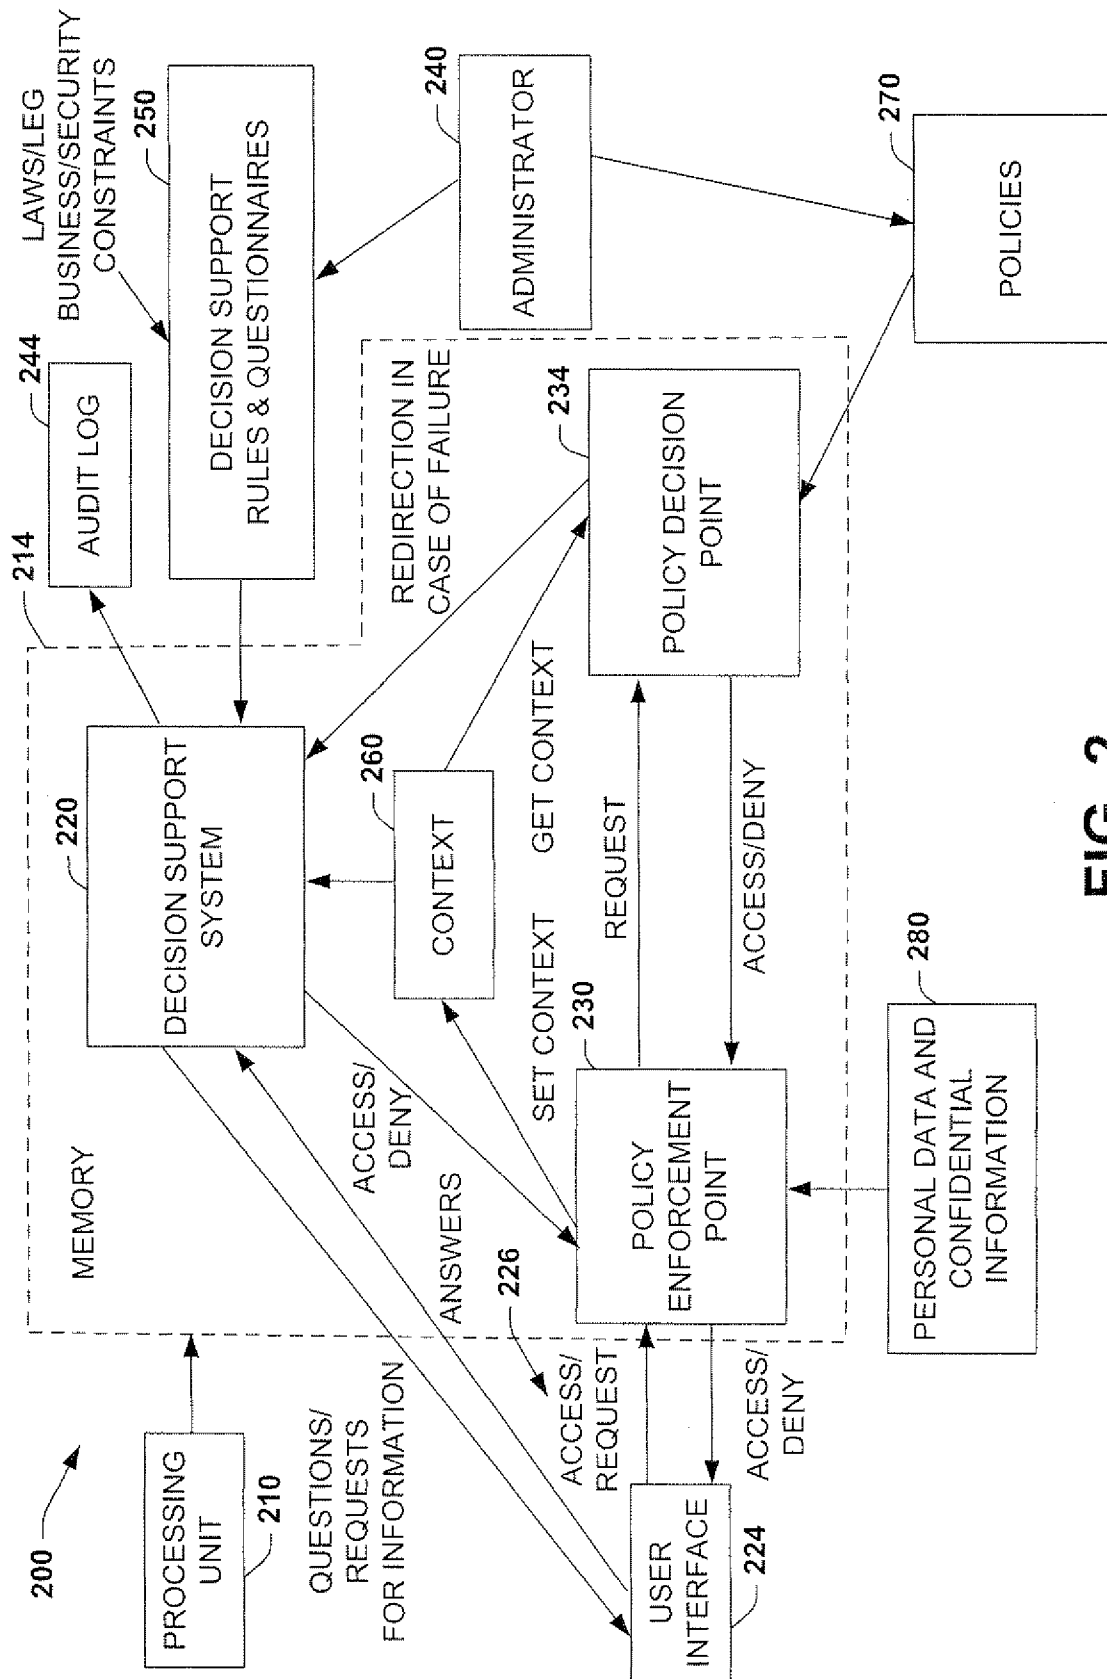 200
PROCESSING
UNIT
210
MEMORY
214
DECISION SUPPORT
SYSTEM
220
AUDIT LOG
244
LAWS/LEG
BUSINESS/SECURITY
CONSTRAINTS
250
DECISION SUPPORT
RULES & QUESTIONNAIRES
QUESTIONS/
REQUESTS
FOR INFORMATION
ANSWERS
ACCESS/
DENY
CONTEXT
260
REDIRECTION IN
CASE OF FAILURE
240
ADMINISTRATOR
226
SET CONTEXT
GET CONTEXT
ACCESS/
REQUEST
230
POLICY
ENFORCEMENT
POINT
REQUEST
234
POLICY DECISION
POINT
USER
INTERFACE
224
ACCESS/
DENY
ACCESS/DENY
270
POLICIES
280
PERSONAL DATA AND
CONFIDENTIAL
INFORMATION
FIG. 2